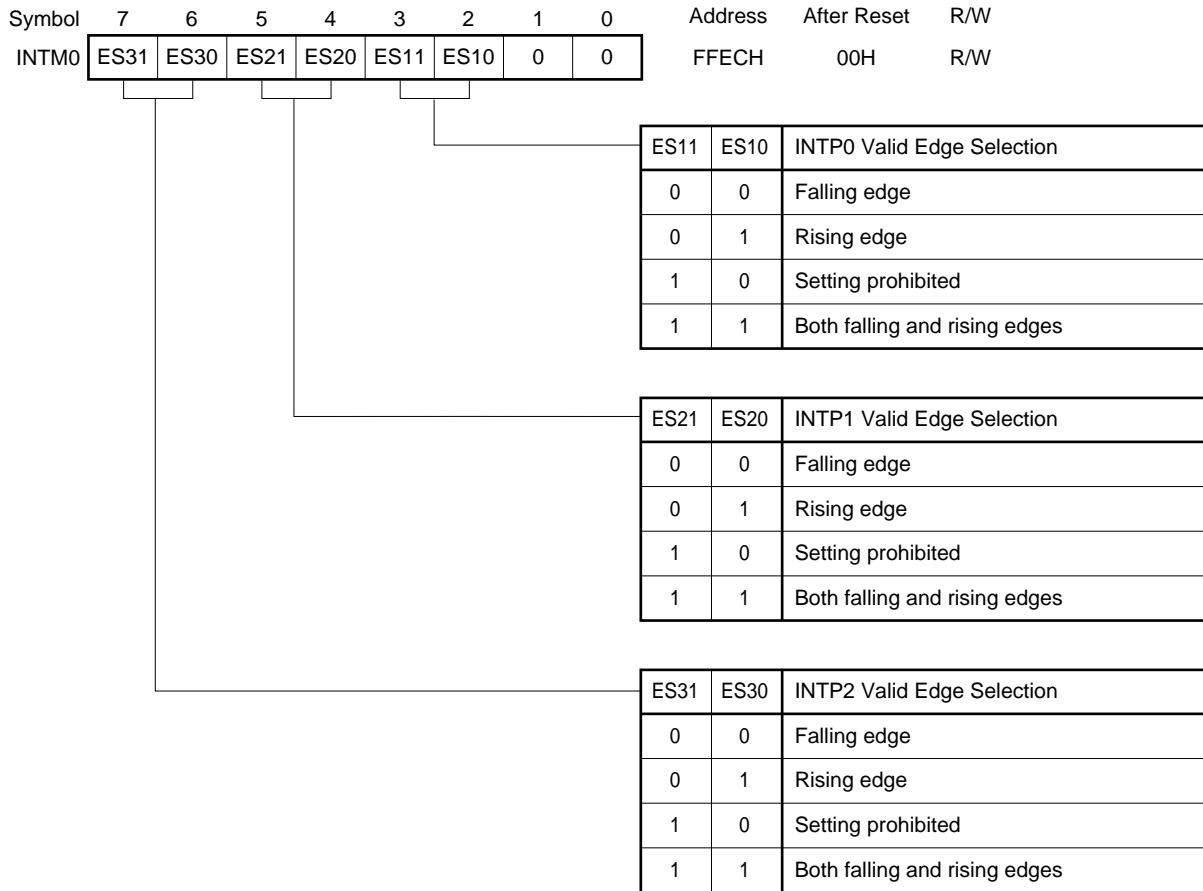 Symbol 7 6 5 4 3 2 1 0 Address After Reset R/W
INTM0 ES31 ES30 ES21 ES20 ES11 ES10 0 0 FFECH 00H R/W
ES11 ES10 INTP0 Valid Edge Selection
0 0 Falling edge
0 1 Rising edge
1 0 Setting prohibited
1 1 Both falling and rising edges
ES21 ES20 INTP1 Valid Edge Selection
0 0 Falling edge
0 1 Rising edge
1 0 Setting prohibited
1 1 Both falling and rising edges
ES31 ES30 INTP2 Valid Edge Selection
0 0 Falling edge
0 1 Rising edge
1 0 Setting prohibited
1 1 Both falling and rising edges